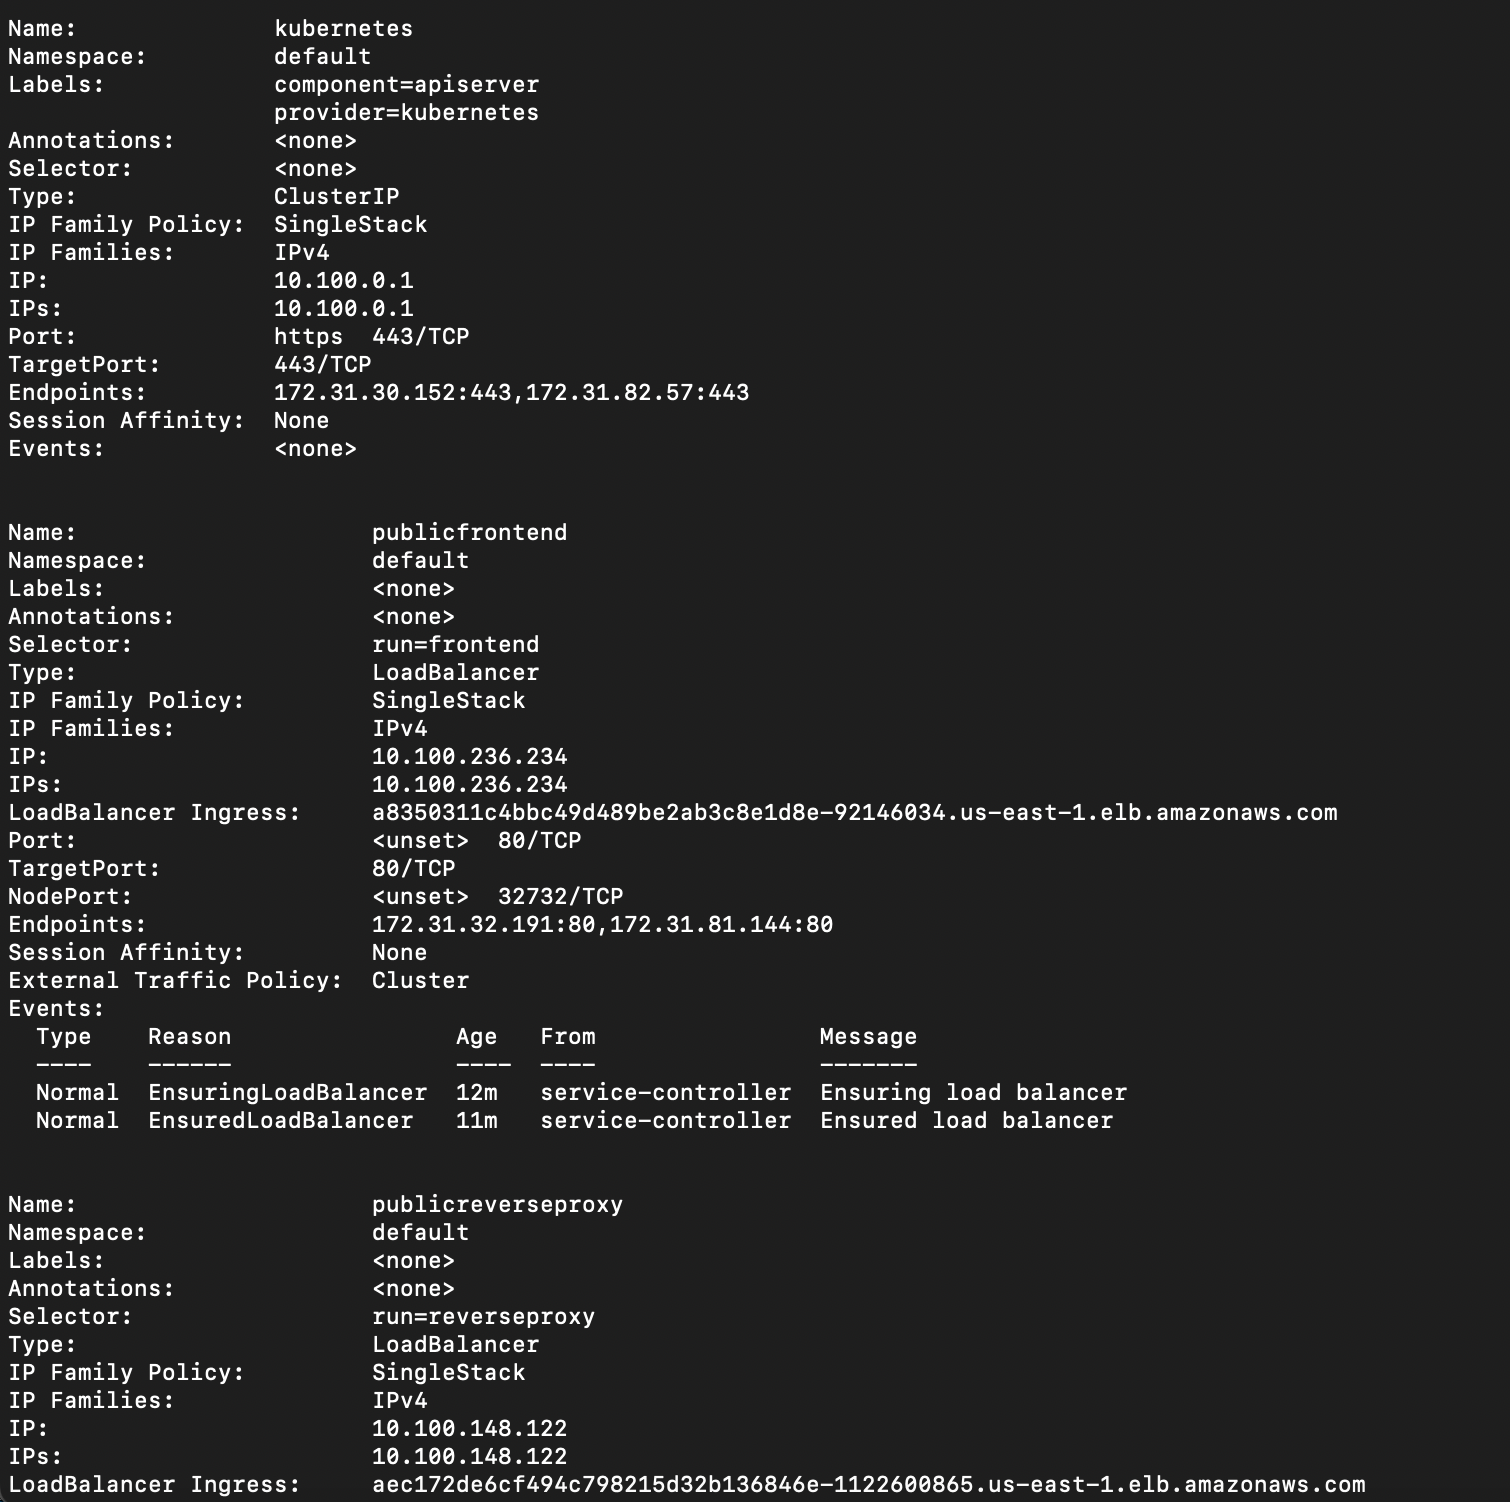 Name:              kubernetes
Namespace:         default
Labels:            component=apiserver
                   provider=kubernetes
Annotations:       <none>
Selector:          <none>
Type:              ClusterIP
IP Family Policy:  SingleStack
IP Families:       IPv4
IP:                10.100.0.1
IPs:               10.100.0.1
Port:              https  443/TCP
TargetPort:        443/TCP
Endpoints:         172.31.30.152:443,172.31.82.57:443
Session Affinity:  None
Events:            <none>
Name:                     publicfrontend
Namespace:                default
Labels:                   <none>
Annotations:              <none>
Selector:                 run=frontend
Type:                     LoadBalancer
IP Family Policy:         SingleStack
IP Families:              IPv4
IP:                       10.100.236.234
IPs:                      10.100.236.234
LoadBalancer Ingress:     a8350311c4bbc49d489be2ab3c8e1d8e-92146034.us-east-1.elb.amazonaws.com
Port:                     <unset>  80/TCP
TargetPort:               80/TCP
NodePort:                 <unset>  32732/TCP
Endpoints:                172.31.32.191:80,172.31.81.144:80
Session Affinity:         None
External Traffic Policy:  Cluster
Events:
  Type    Reason                Age   From                Message
  ----    ------                ----  ----                -------
  Normal  EnsuringLoadBalancer  12m   service-controller  Ensuring load balancer
  Normal  EnsuredLoadBalancer   11m   service-controller  Ensured load balancer
Name:                     publicreverseproxy
Namespace:                default
Labels:                   <none>
Annotations:              <none>
Selector:                 run=reverseproxy
Type:                     LoadBalancer
IP Family Policy:         SingleStack
IP Families:              IPv4
IP:                       10.100.148.122
IPs:                      10.100.148.122
LoadBalancer Ingress:     aec172de6cf494c798215d32b136846e-1122600865.us-east-1.elb.amazonaws.com